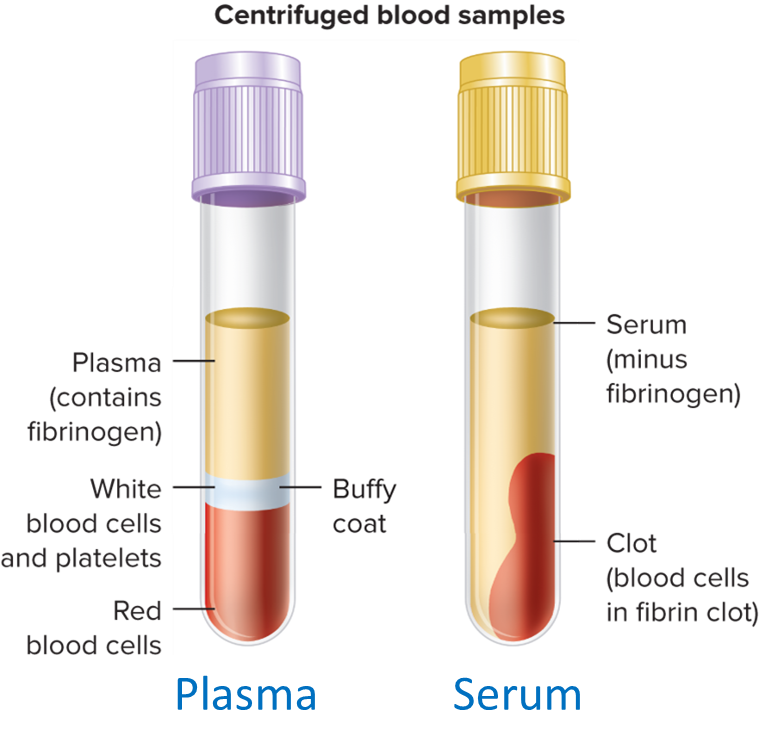 Centrifuged blood samples
Plasma
(contains
fibrinogen)
White
blood cells
and platelets
Buffy
coat
Red
blood cells
Plasma
Serum
(minus
fibrinogen)
Clot
(blood cells
in fibrin clot)
Serum